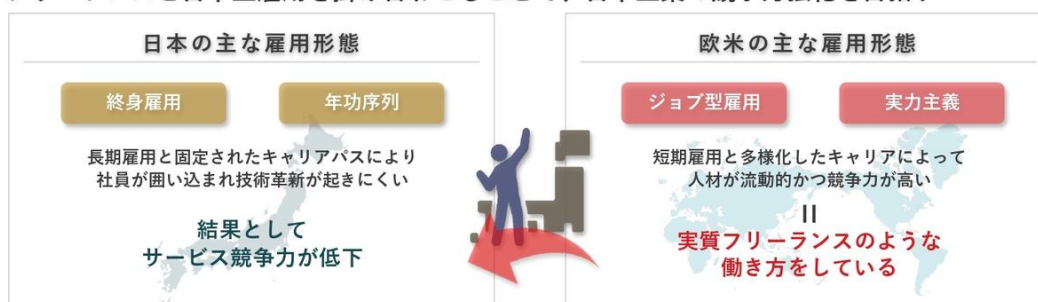 日本の主な雇用形態
終身雇用
年功序列
長期雇用と固定されたキャリアパスにより
社員が囲い込まれ技術革新が起きにくい
結果として
サービス競争力が低下
欧米の主な雇用形態
ジョブ型雇用
実力主義
短期雇用と多様化したキャリアによって
人材が流動的かつ競争力が高い
=
実質フリーランスのような
働き方をしている